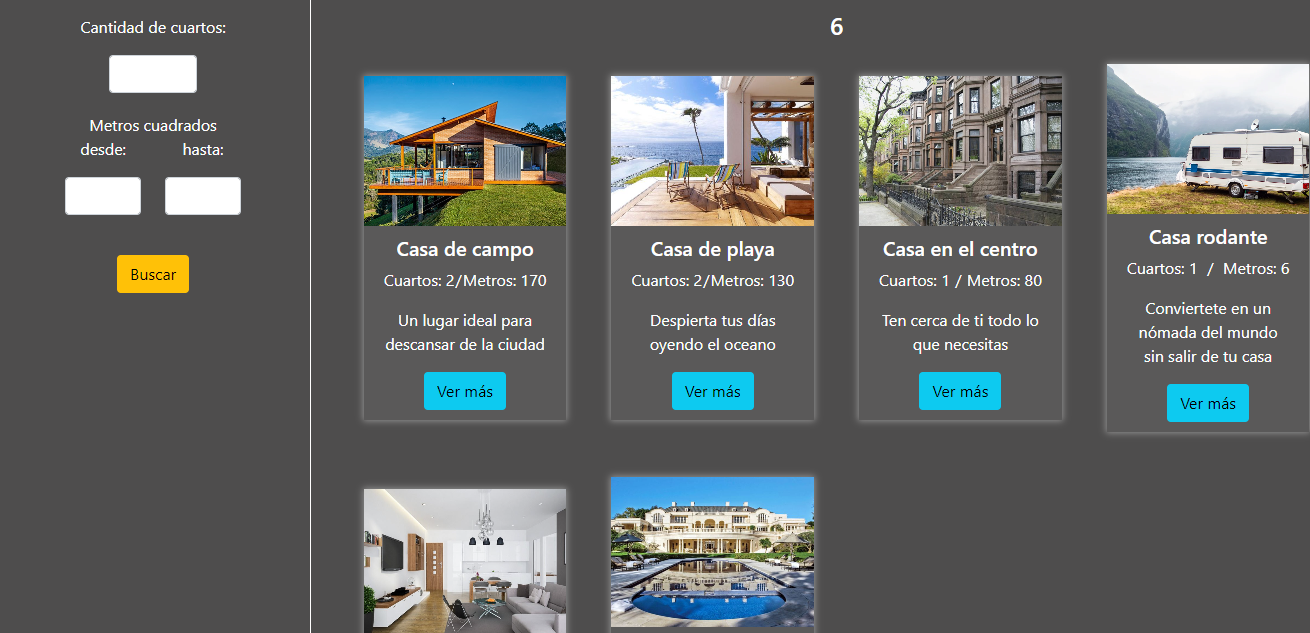 Cantidad de cuartos:
Metros cuadrados
desde: hasta:
Buscar
6
Casa de campo
Cuartos: 2/Metros: 170
Un lugar ideal para
descansar de la ciudad
Ver más
Casa de playa
Cuartos: 2/Metros: 130
Despierta tus días
oyendo el oceano
Ver más
Casa en el centro
Cuartos: 1 / Metros: 80
Ten cerca de ti todo lo
que necesitas
Ver más
Casa rodante
Cuartos: 1 / Metros: 6
Conviertete en un
nómada del mundo
sin salir de tu casa
Ver más